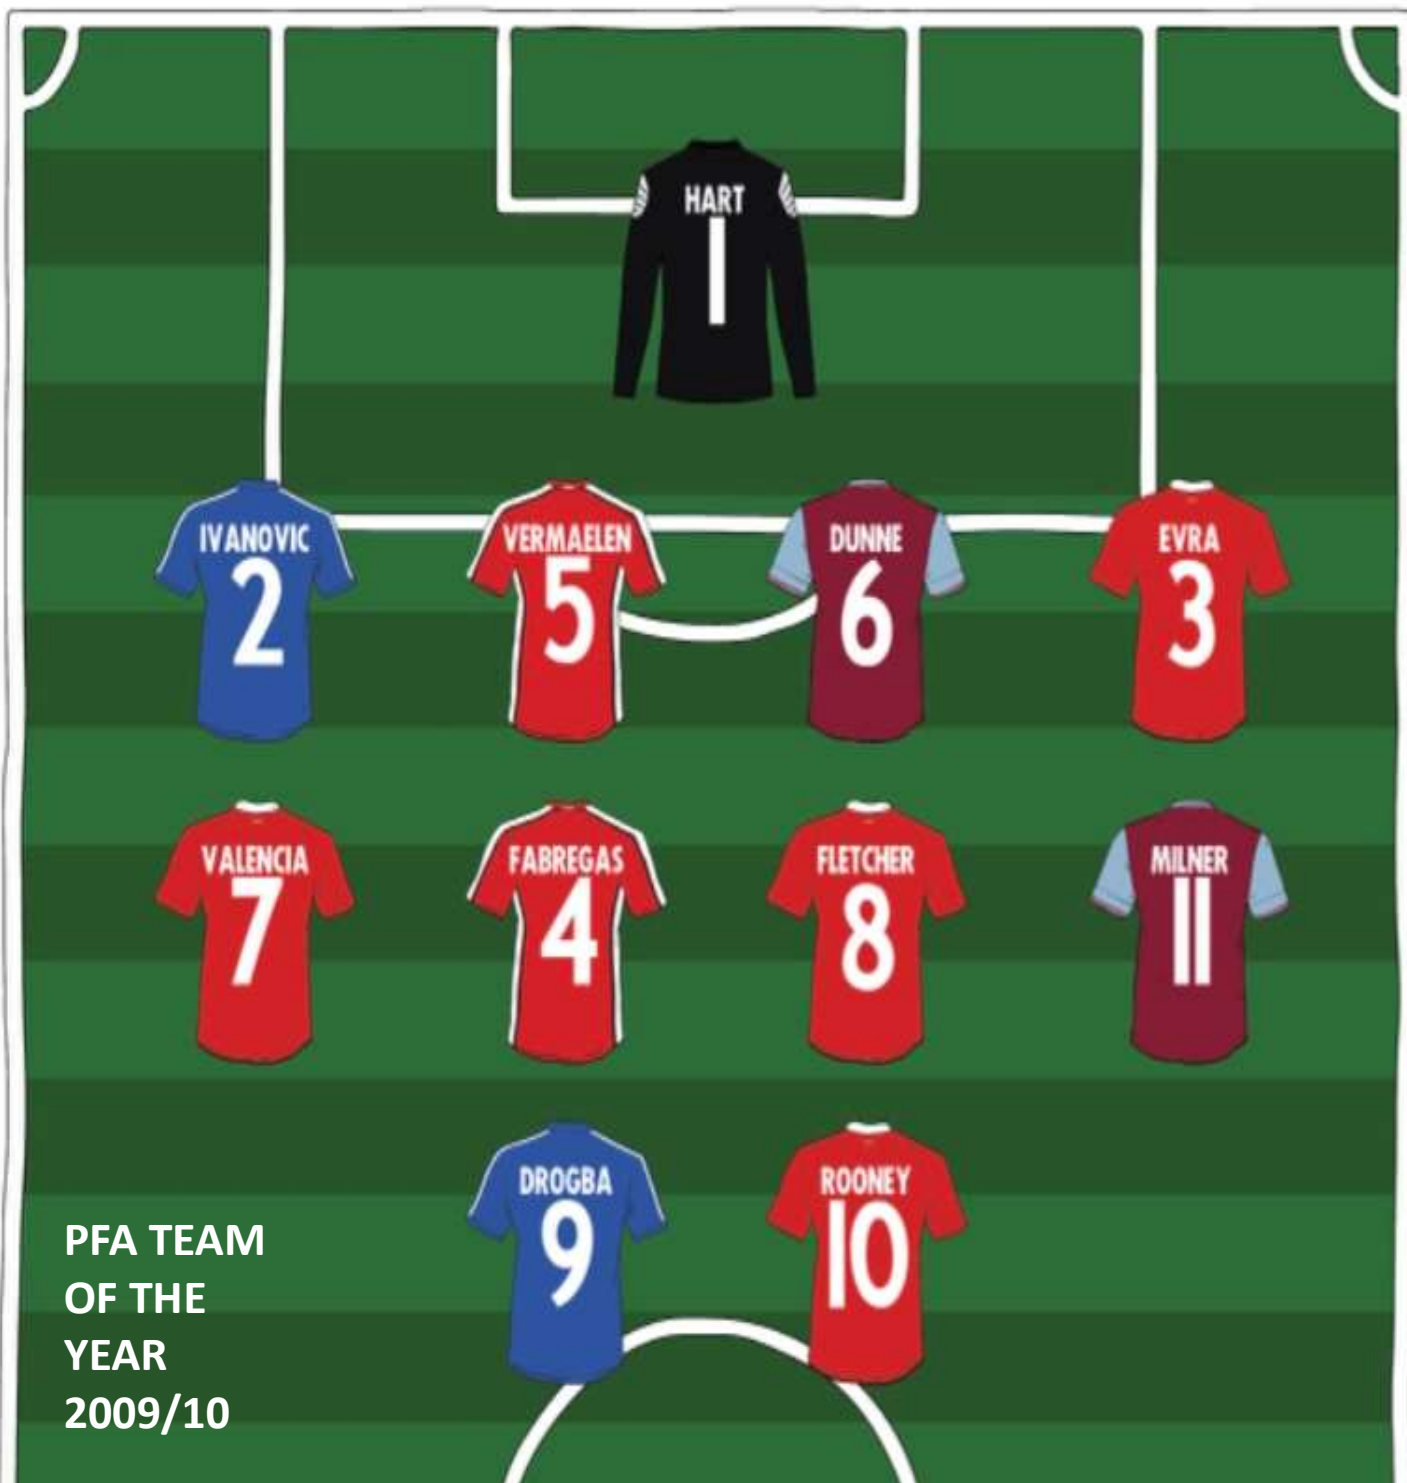 HART
1
IVANOVIC
2
VERMAELEN
5
DUNNE
6
EVRA
3
VALENCIA
7
FABREGAS
4
FLETCHER
8
MILNER
11
DROGBA
9
ROONEY
10
PFA TEAM
OF THE
YEAR
2009/10